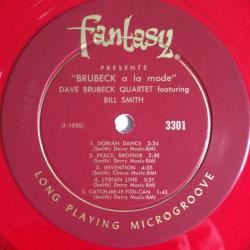 Fantasy
PRESENTS
"BRUBECK a la mode"
DAVE BRUBECK QUARTET featuring
BILL SMITH
(F-1920)
3301
1. DORIAN DANCE 3:24
(Smith) Derry Music-BMI
2. PEACE, BROTHER 3:50
(Smith) Derry Music-BMI
3. INVENTION 4:55
(Smith) Circus Music-BMI
4. LYDIAN LINE 5:21
(Smith) Derry Music-BMI
5. CATCH-ME-IF-YOU-CAN 1:43
(Smith) Derry Music-BMI
LONG PLAYING MICROGROOVE